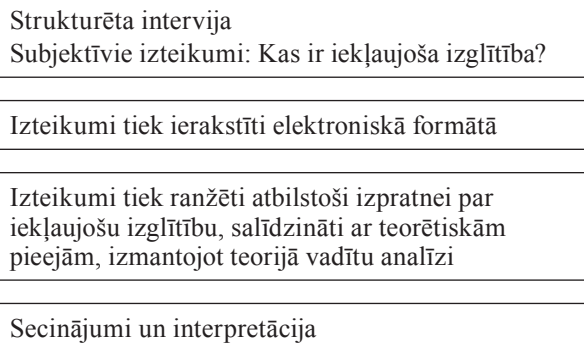 Strukturēta intervija
Subjektīvie izteikumi: Kas ir iekļaujoša izglītība?
Izteikumi tiek ierakstīti elektroniskā formātā
Izteikumi tiek ranžēti atbilstoši izpratnei par
iekļaujošu izglītību, salīdzināti ar teorētiskām
pieejām, izmantojot teorijā vadītu analīzi
Secinājumi un interpretācija